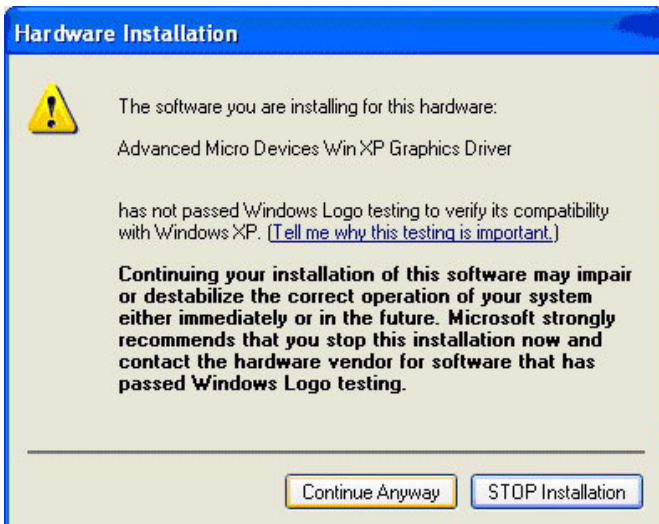 Hardware Installation
The software you are installing for this hardware:
Advanced Micro Devices Win XP Graphics Driver
has not passed Windows Logo testing to verify its compatibility
with Windows XP. (Tell me why this testing is important.)
Continuing your installation of this software may impair
or destabilize the correct operation of your system
either immediately or in the future. Microsoft strongly
recommends that you stop this installation now and
contact the hardware vendor for software that has
passed Windows Logo testing.
Continue Anyway
STOP Installation